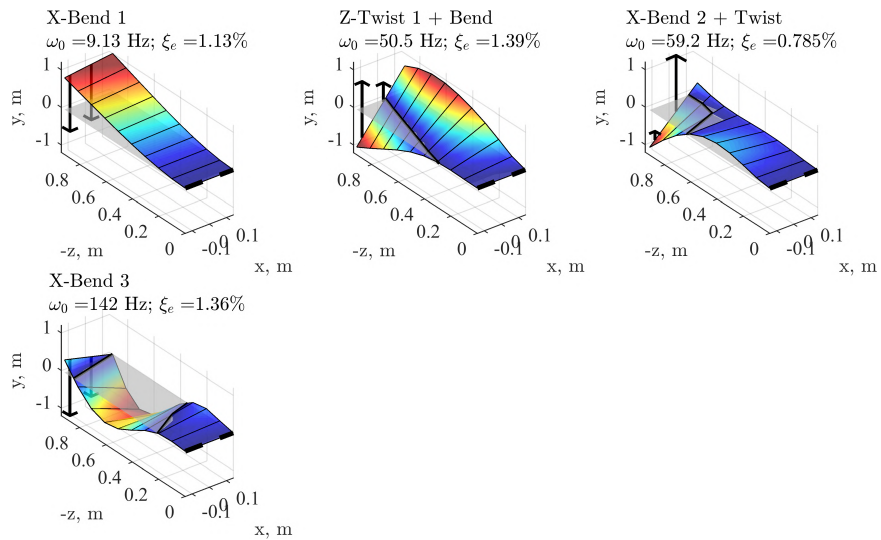 X-Bend 1
ω₀ =9.13 Hz; ξₑ =1.13%
1
0
-1
y, m
0.8
0.6
0.4
0.2
0
-z, m
-0.1
0
0.1
x, m
Z-Twist 1 + Bend
ω₀ =50.5 Hz; ξₑ =1.39%
1
0
-1
y, m
0.8
0.6
0.4
0.2
0
-z, m
-0.1
0
0.1
x, m
X-Bend 2 + Twist
ω₀ =59.2 Hz; ξₑ =0.785%
1
0
-1
y, m
0.8
0.6
0.4
0.2
0
-z, m
-0.1
0
0.1
x, m
X-Bend 3
ω₀ =142 Hz; ξₑ =1.36%
1
0
-1
y, m
0.8
0.6
0.4
0.2
0
-z, m
-0.1
0
0.1
x, m